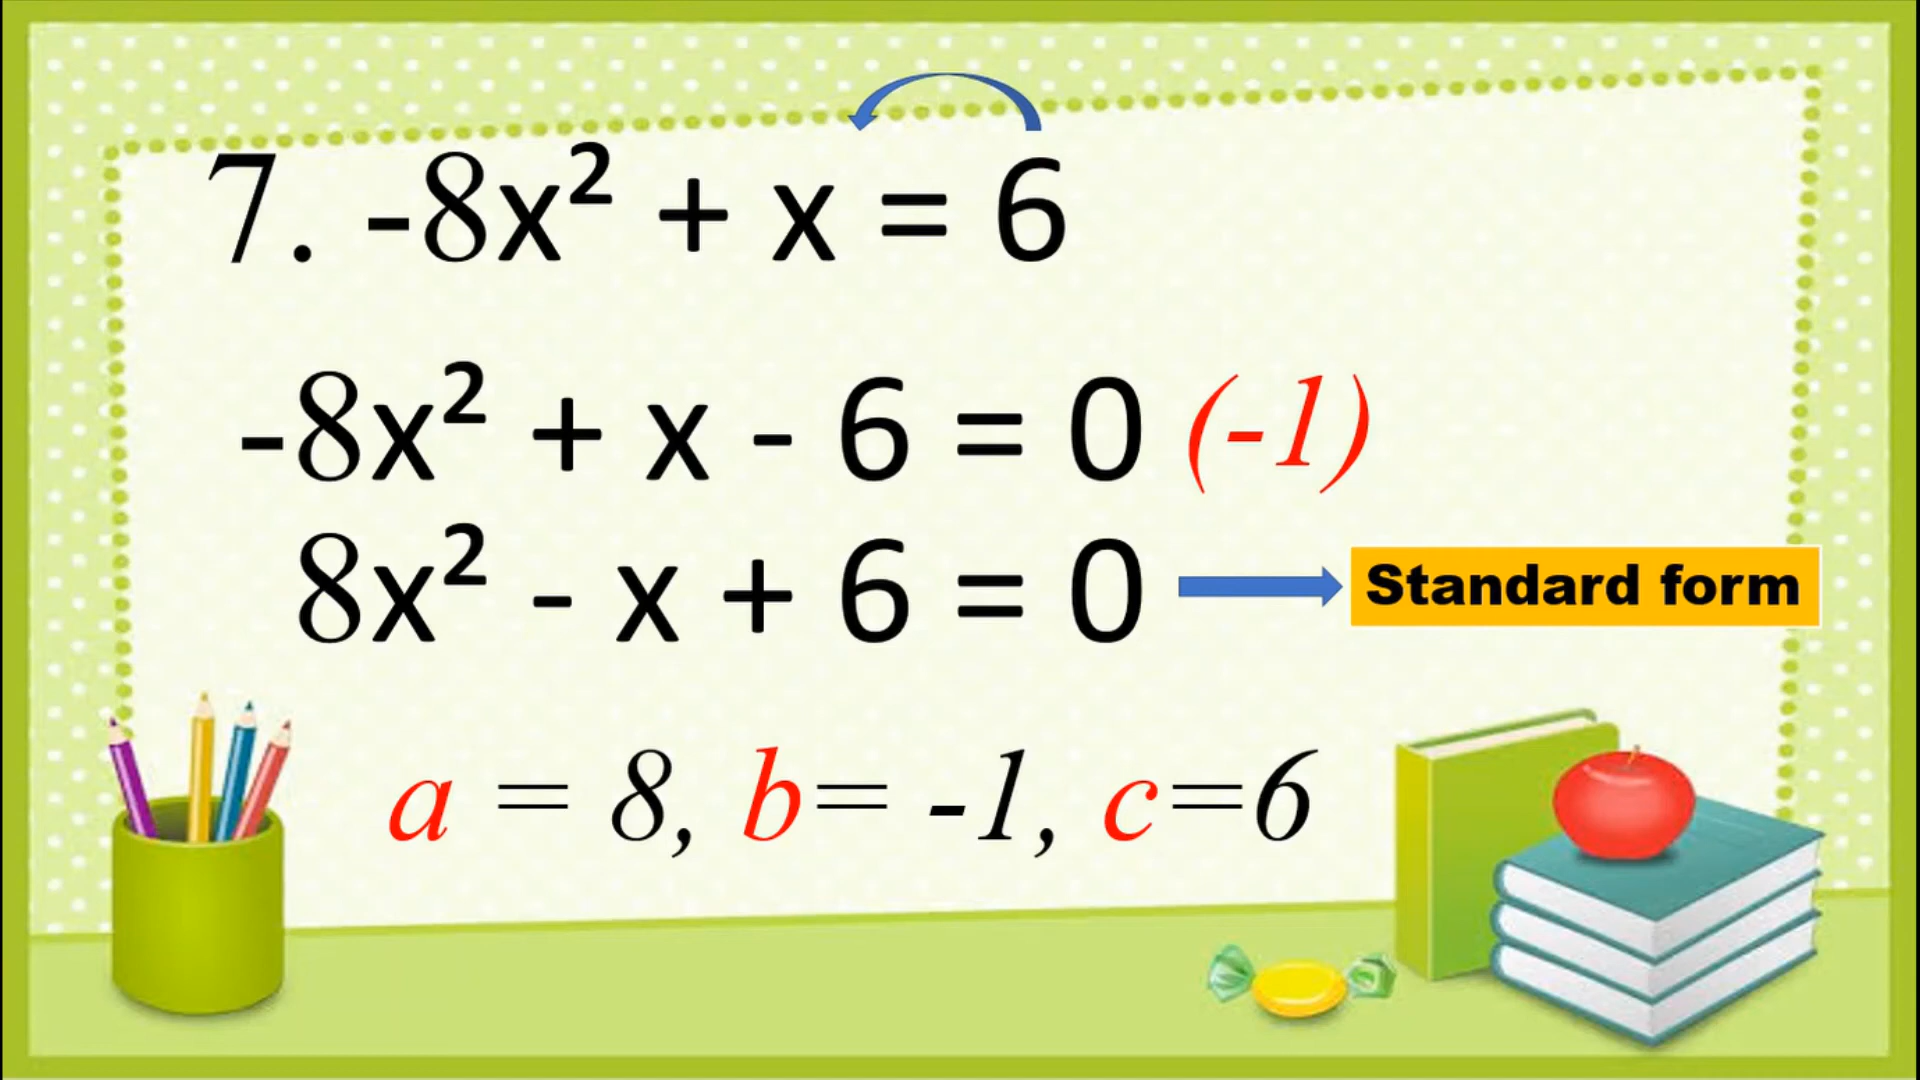 7. -8x² + x = 6
-8x² + x - 6 = 0 (-1)
8x² - x + 6 = 0 Standard form
a = 8, b= -1, c=6